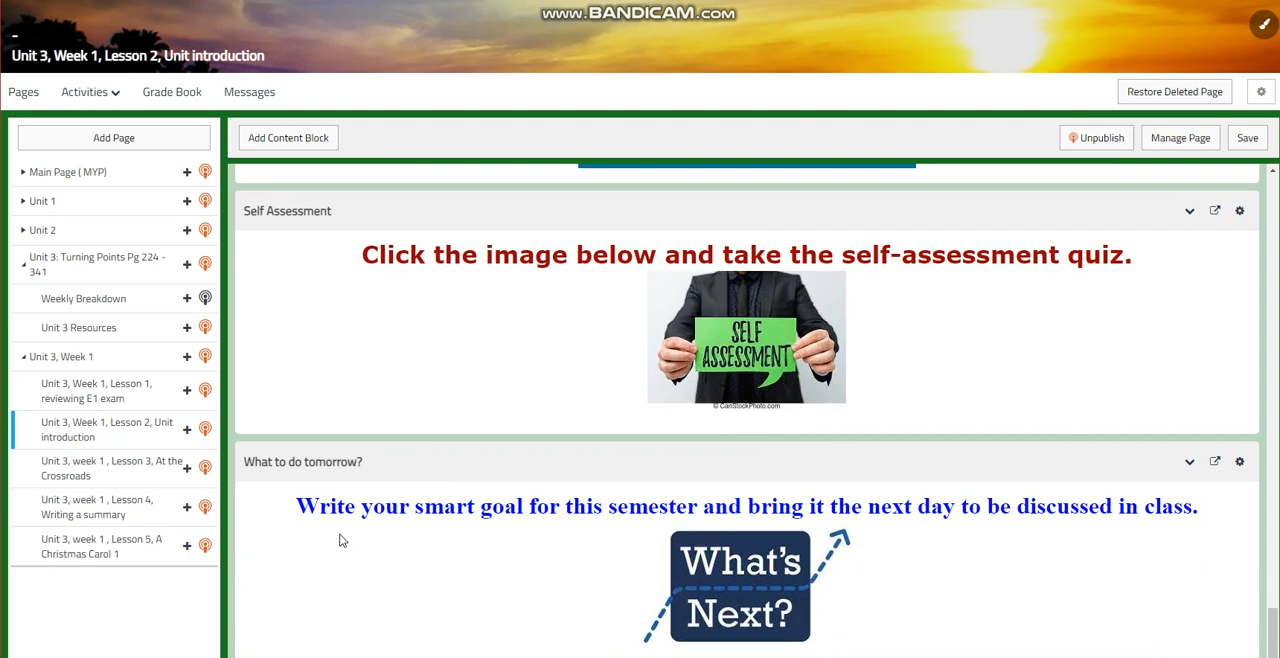 www.BANDICAM.com
-
Unit 3, Week 1, Lesson 2, Unit introduction
Pages Activities Grade Book Messages Restore Deleted Page
Add Page
Main Page ( MYP)
Unit 1
Unit 2
Unit 3: Turning Points Pg 224 -
341
Weekly Breakdown
Unit 3 Resources
Unit 3, Week 1
Unit 3, Week 1, Lesson 1,
reviewing E1 exam
Unit 3, Week 1, Lesson 2, Unit
introduction
Unit 3, week 1 , Lesson 3, At the
Crossroads
Unit 3, week 1 , Lesson 4,
Writing a summary
Unit 3, week 1 , Lesson 5, A
Christmas Carol 1
Add Content Block Unpublish Manage Page Save
Self Assessment
Click the image below and take the self-assessment quiz.
SELF
ASSESSMENT
© CanStockPhoto.com
What to do tomorrow?
Write your smart goal for this semester and bring it the next day to be discussed in class.
What's
Next?